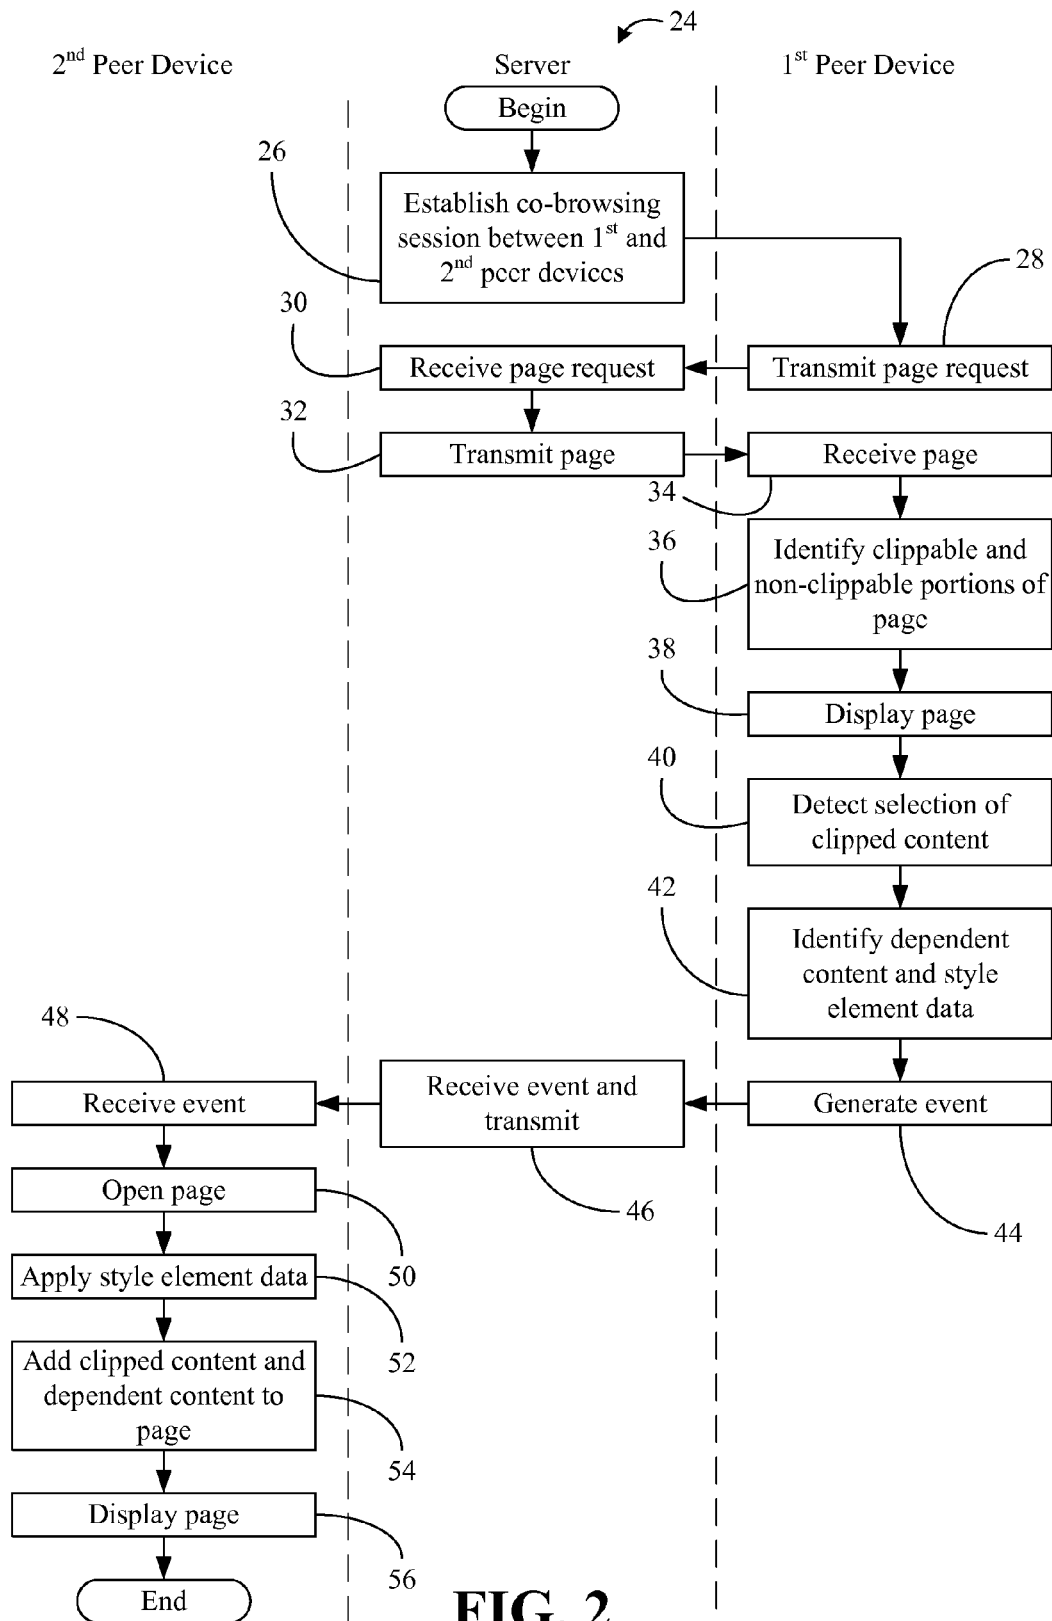 24
2nd Peer Device
Server
1st Peer Device
Begin
26
Establish co-browsing
session between 1st and
2nd peer devices
28
30
Receive page request
Transmit page request
32
Transmit page
Receive page
34
36
Identify clippable and
non-clippable portions of
page
38
Display page
40
Detect selection of
clipped content
42
Identify dependent
content and style
element data
48
Receive event
Receive event and
transmit
Generate event
46
44
Open page
50
Apply style element data
52
Add clipped content and
dependent content to
page
54
Display page
56
End
FIG. 2